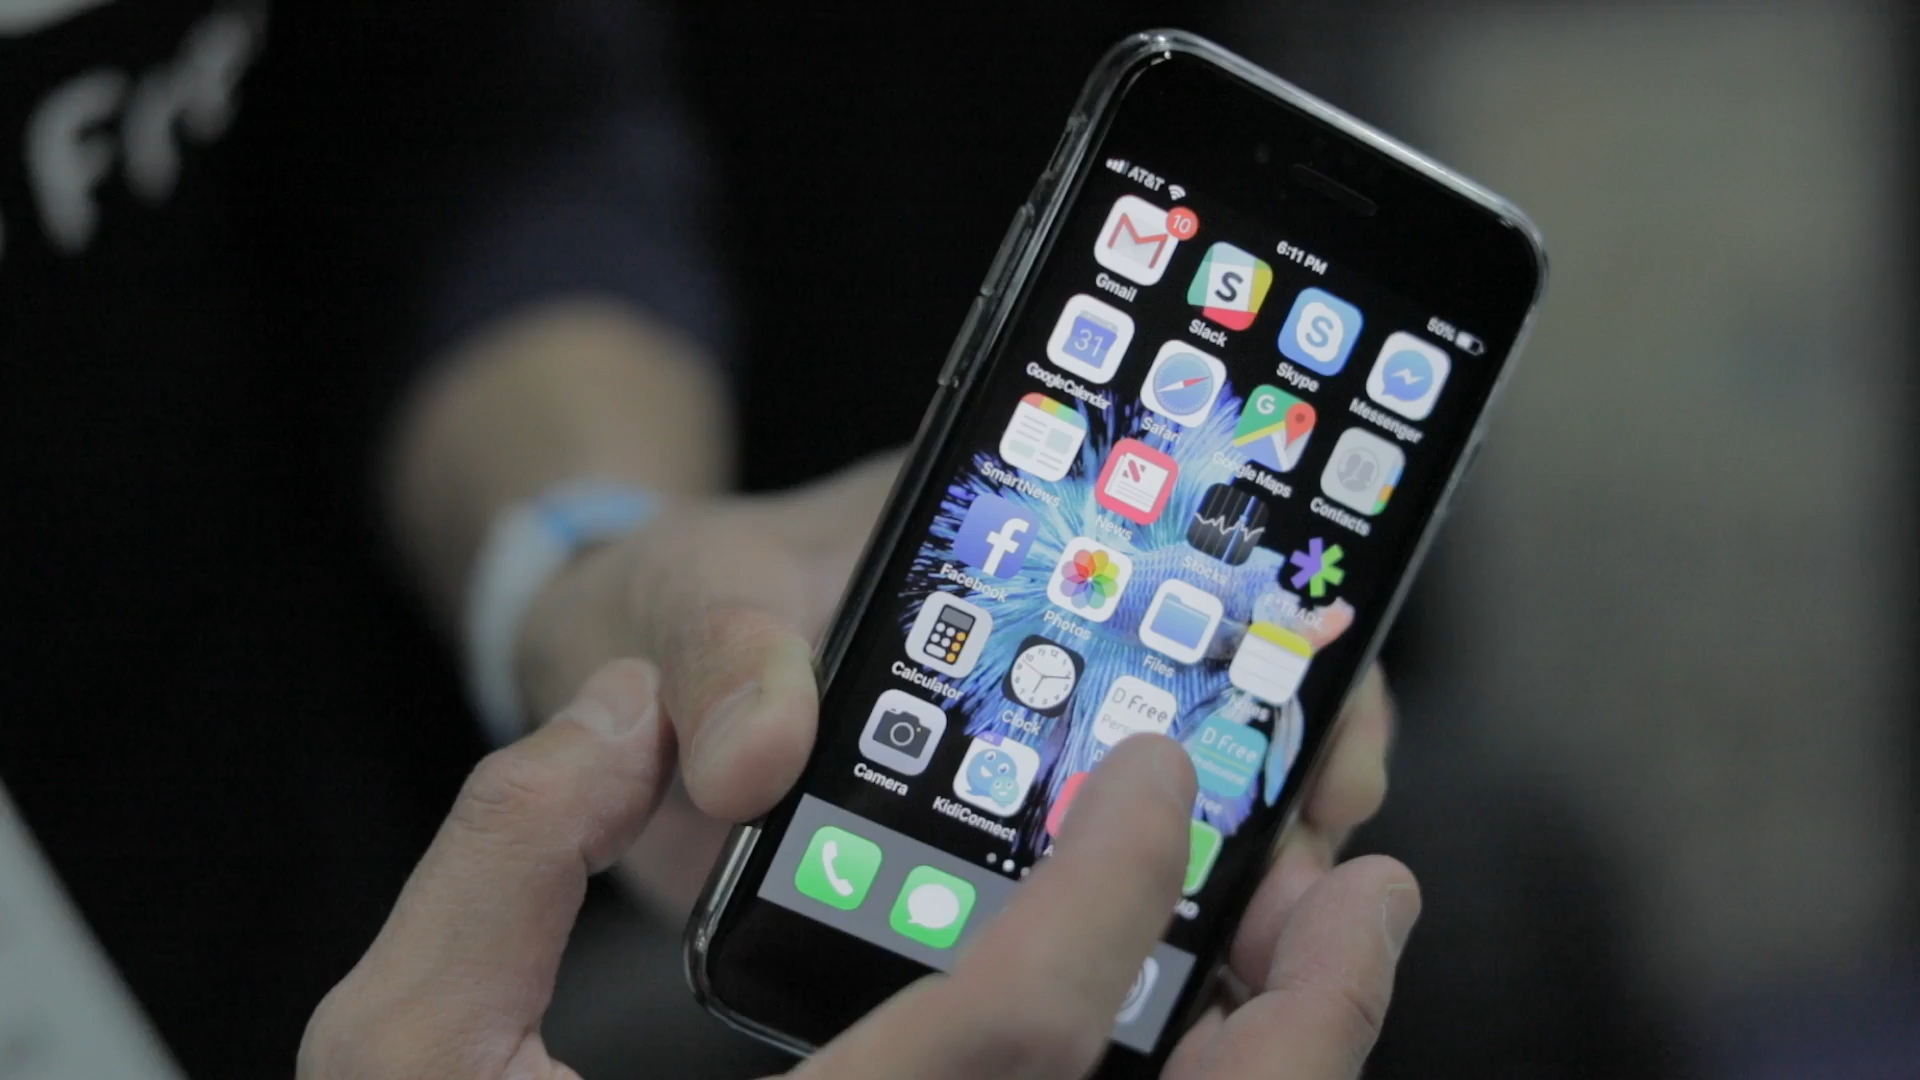 AT&T
6:11 PM
50%
10
Gmail
S
Slack
S
Skype
Messenger
31
Google Calendar
Safari
G
Google Maps
Contacts
SmartNews
News
Stocks
f
Facebook
Photos
Files
Calculator
Clock
D Free
D Free
Camera
KidiConnect